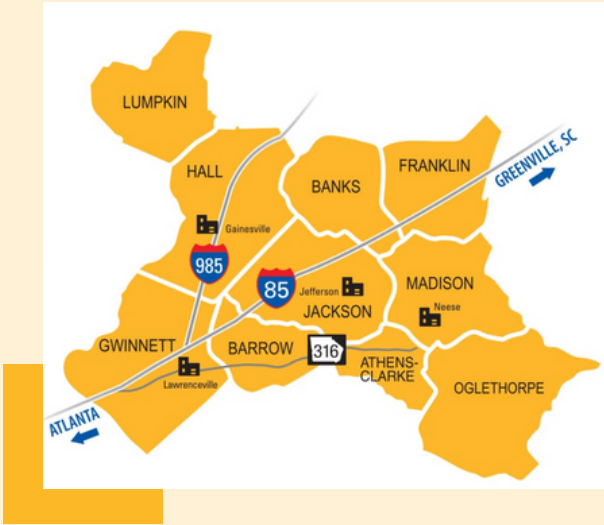 LUMPKIN
HALL
BANKS
FRANKLIN
GREENVILLE, SC
Gainesville
985
85
Jefferson
JACKSON
MADISON
Neese
GWINNETT
BARROW
316
ATHENS-
CLARKE
Lawrenceville
OGLETHORPE
ATLANTA